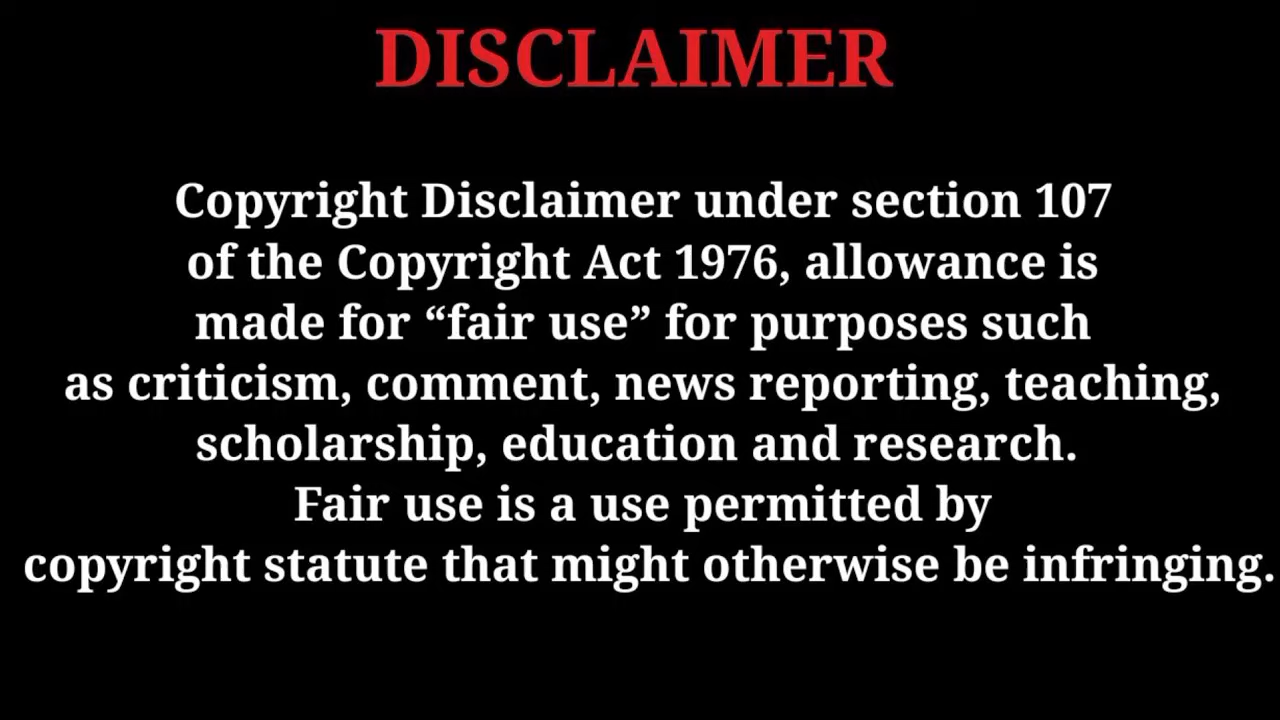 DISCLAIMER
Copyright Disclaimer under section 107
of the Copyright Act 1976, allowance is
made for “fair use” for purposes such
as criticism, comment, news reporting, teaching,
scholarship, education and research.
Fair use is a use permitted by
copyright statute that might otherwise be infringing.